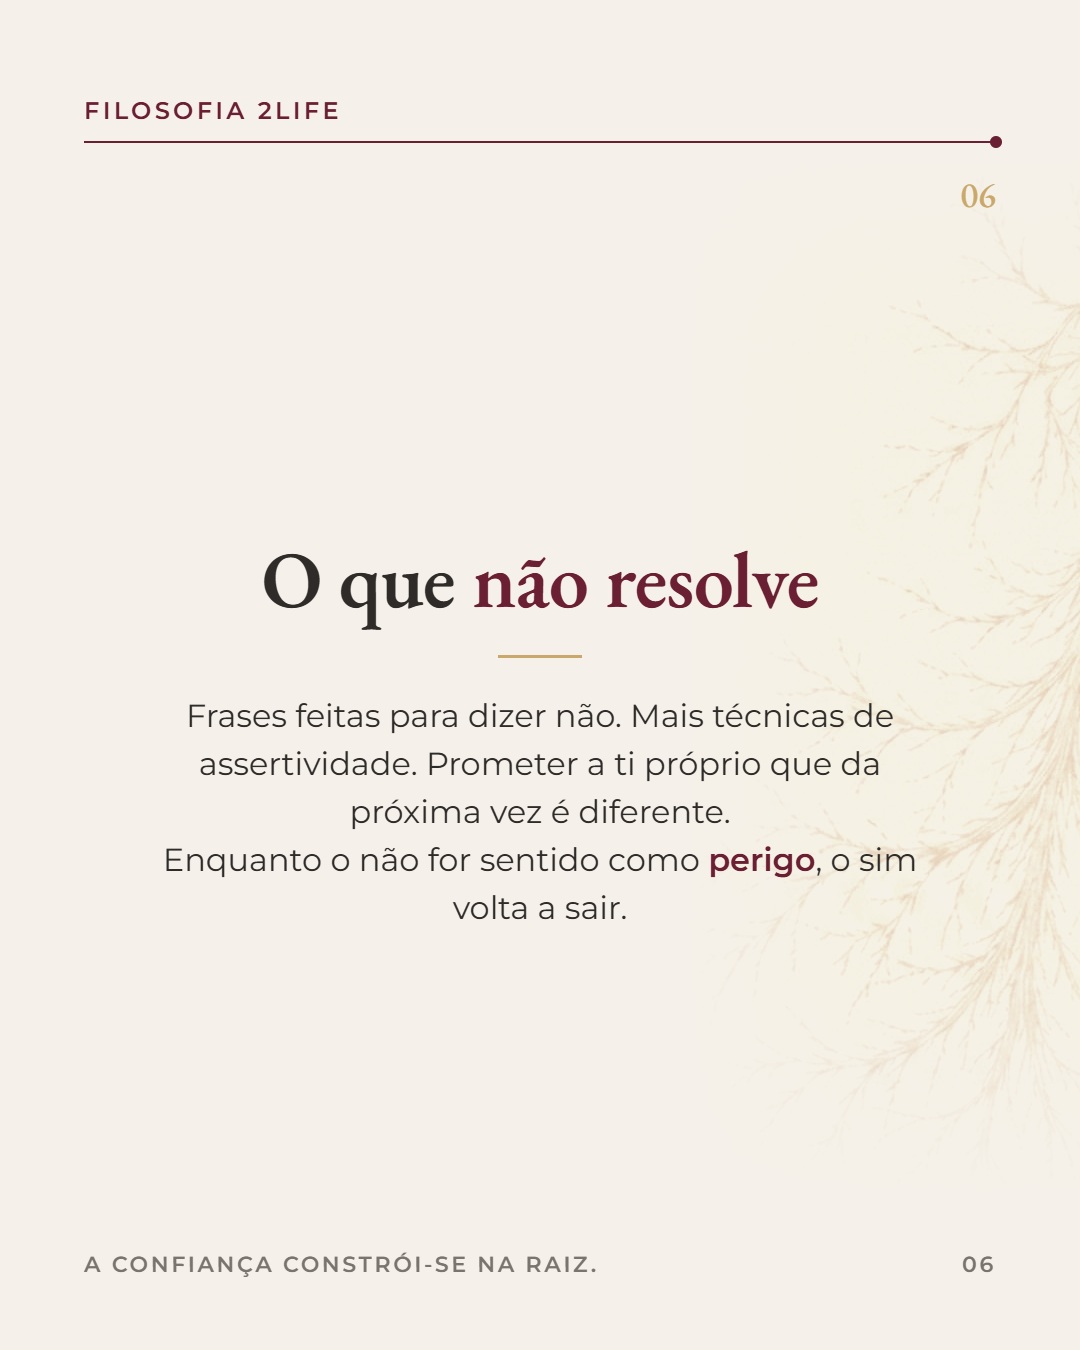 FILOSOFIA 2LIFE
06
O que não resolve
Frases feitas para dizer não. Mais técnicas de
assertividade. Prometer a ti próprio que da
próxima vez é diferente.
Enquanto o não for sentido como perigo, o sim
volta a sair.
A CONFIANÇA CONSTRÓI-SE NA RAIZ.
06